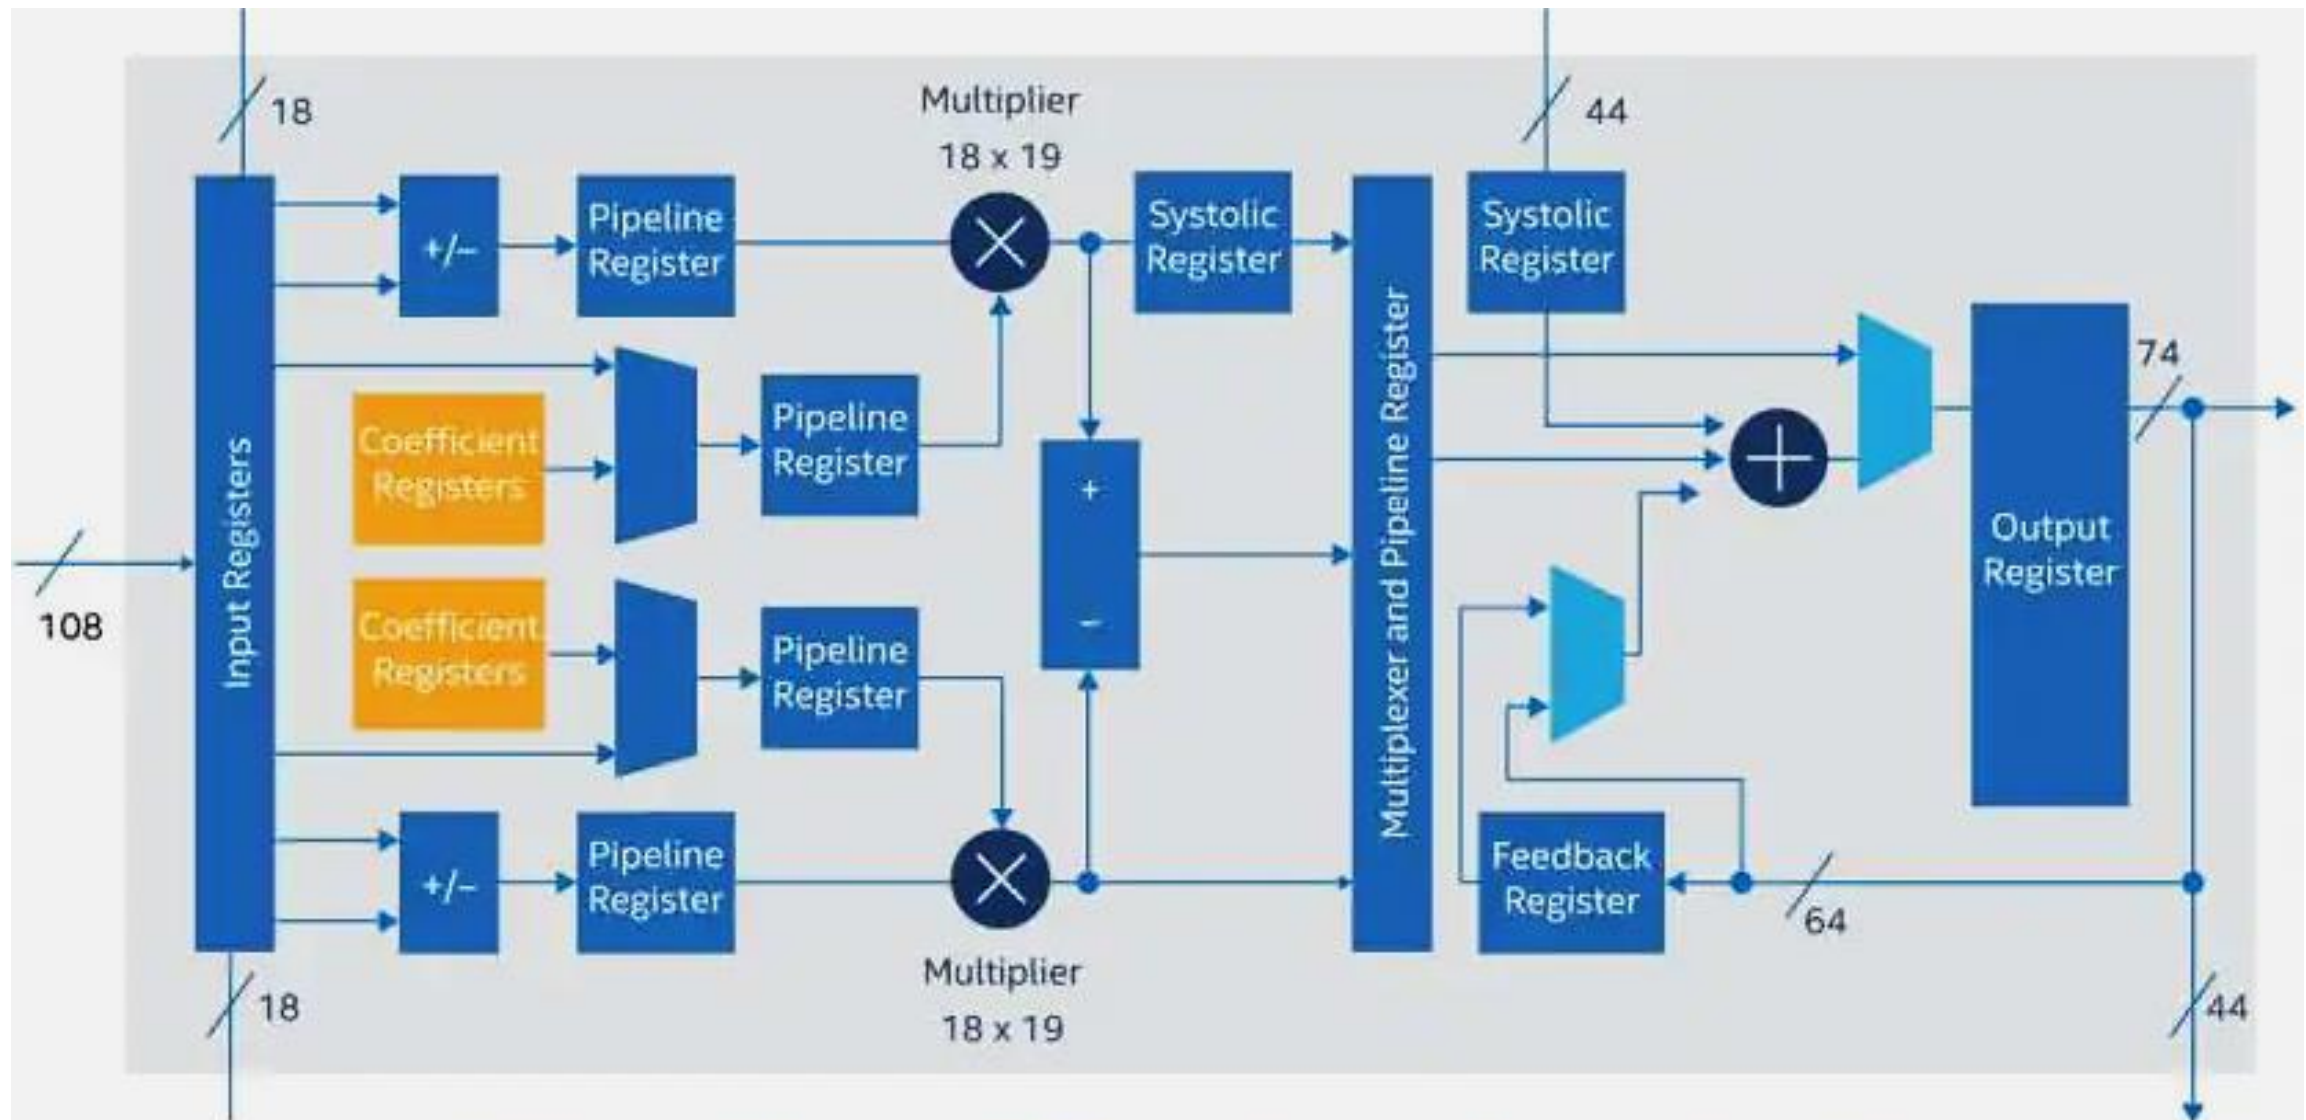 18
44
Multiplier
18 x 19
+/−
Pipeline
Register
Systolic
Register
Systolic
Register
74
Coefficient
Registers
Pipeline
Register
+
−
Input Registers
Multiplexer and Pipeline Register
Output
Register
108
Coefficient
Registers
Pipeline
Register
+/−
Pipeline
Register
Feedback
Register
64
Multiplier
18 x 19
18
44